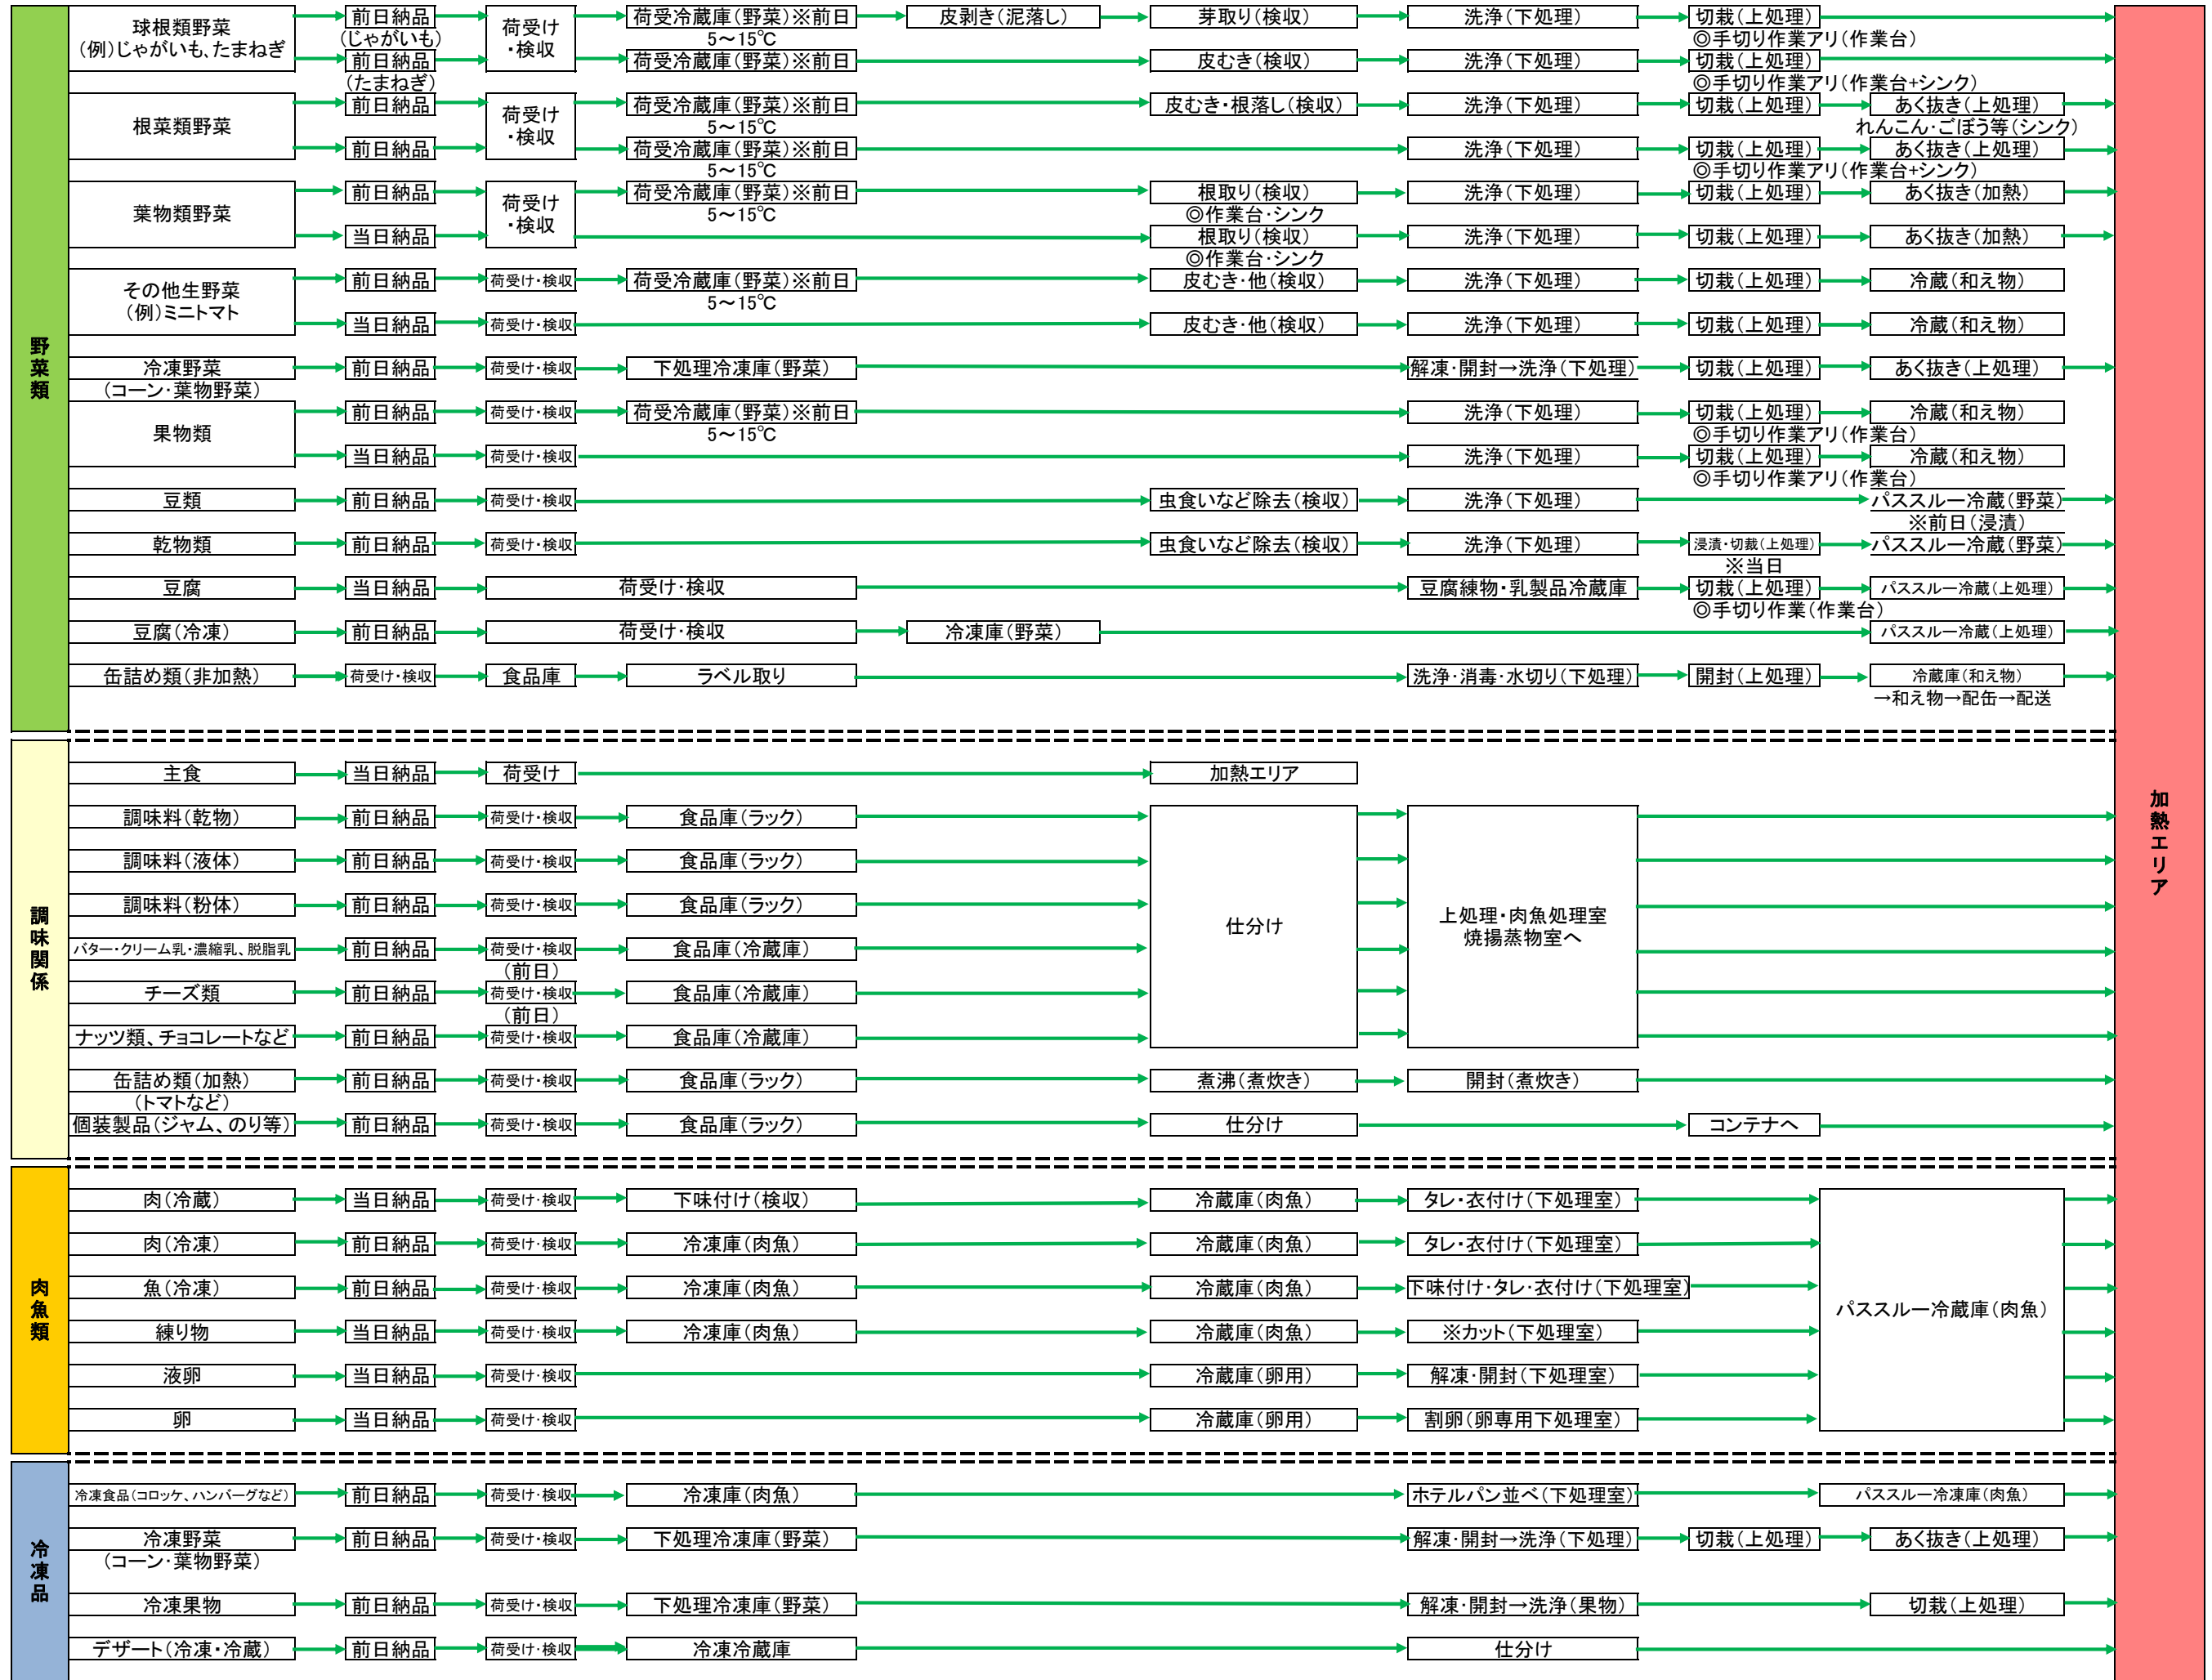 野菜類
球根類野菜
(例)じゃがいも、たまねぎ
前日納品
(じゃがいも)
荷受け
・検収
荷受冷蔵庫(野菜)※前日
5～15℃
皮剥き(泥落し)
芽取り(検収)
洗浄(下処理)
切裁(上処理)
◎手切り作業アリ(作業台)
前日納品
(たまねぎ)
荷受冷蔵庫(野菜)※前日
皮むき(検収)
洗浄(下処理)
切裁(上処理)
◎手切り作業アリ(作業台+シンク)
根菜類野菜
前日納品
荷受け
・検収
荷受冷蔵庫(野菜)※前日
5～15℃
皮むき・根落し(検収)
洗浄(下処理)
切裁(上処理)
あく抜き(上処理)
れんこん・ごぼう等(シンク)
前日納品
荷受冷蔵庫(野菜)※前日
5～15℃
洗浄(下処理)
切裁(上処理)
あく抜き(上処理)
◎手切り作業アリ(作業台+シンク)
葉物類野菜
前日納品
荷受け
・検収
荷受冷蔵庫(野菜)※前日
5～15℃
根取り(検収)
◎作業台・シンク
洗浄(下処理)
切裁(上処理)
あく抜き(加熱)
当日納品
根取り(検収)
◎作業台・シンク
洗浄(下処理)
切裁(上処理)
あく抜き(加熱)
その他生野菜
(例)ミニトマト
前日納品
荷受け・検収
荷受冷蔵庫(野菜)※前日
5～15℃
皮むき・他(検収)
洗浄(下処理)
切裁(上処理)
冷蔵(和え物)
当日納品
荷受け・検収
皮むき・他(検収)
洗浄(下処理)
切裁(上処理)
冷蔵(和え物)
冷凍野菜
(コーン・葉物野菜)
前日納品
荷受け・検収
下処理冷凍庫(野菜)
解凍・開封→洗浄(下処理)
切裁(上処理)
あく抜き(上処理)
果物類
前日納品
荷受け・検収
荷受冷蔵庫(野菜)※前日
5～15℃
洗浄(下処理)
切裁(上処理)
◎手切り作業アリ(作業台)
冷蔵(和え物)
当日納品
荷受け・検収
洗浄(下処理)
切裁(上処理)
◎手切り作業アリ(作業台)
冷蔵(和え物)
豆類
前日納品
荷受け・検収
虫食いなど除去(検収)
洗浄(下処理)
パススルー冷蔵(野菜)
※前日(浸漬)
乾物類
前日納品
荷受け・検収
虫食いなど除去(検収)
洗浄(下処理)
浸漬・切裁(上処理)
※当日
パススルー冷蔵(野菜)
豆腐
当日納品
荷受け・検収
豆腐練物・乳製品冷蔵庫
切裁(上処理)
◎手切り作業(作業台)
パススルー冷蔵(上処理)
豆腐(冷凍)
前日納品
荷受け・検収
冷凍庫(野菜)
パススルー冷蔵(上処理)
缶詰め類(非加熱)
荷受け・検収
食品庫
ラベル取り
洗浄・消毒・水切り(下処理)
開封(上処理)
冷蔵庫(和え物)
→和え物→配缶→配送
調味関係
主食
当日納品
荷受け
加熱エリア
調味料(乾物)
前日納品
荷受け・検収
食品庫(ラック)
調味料(液体)
前日納品
荷受け・検収
食品庫(ラック)
調味料(粉体)
前日納品
荷受け・検収
食品庫(ラック)
バター・クリーム乳・濃縮乳、脱脂乳
前日納品
荷受け・検収
(前日)
食品庫(冷蔵庫)
チーズ類
前日納品
荷受け・検収
(前日)
食品庫(冷蔵庫)
ナッツ類、チョコレートなど
前日納品
荷受け・検収
食品庫(冷蔵庫)
仕分け
上処理・肉魚処理室
焼揚蒸物室へ
缶詰め類(加熱)
(トマトなど)
前日納品
荷受け・検収
食品庫(ラック)
煮沸(煮炊き)
開封(煮炊き)
個装製品(ジャム、のり等)
前日納品
荷受け・検収
食品庫(ラック)
仕分け
コンテナへ
肉魚類
肉(冷蔵)
当日納品
荷受け・検収
下味付け(検収)
冷蔵庫(肉魚)
タレ・衣付け(下処理室)
肉(冷凍)
前日納品
荷受け・検収
冷凍庫(肉魚)
冷蔵庫(肉魚)
タレ・衣付け(下処理室)
魚(冷凍)
前日納品
荷受け・検収
冷凍庫(肉魚)
冷蔵庫(肉魚)
下味付け・タレ・衣付け(下処理室)
練り物
当日納品
荷受け・検収
冷凍庫(肉魚)
冷蔵庫(肉魚)
※カット(下処理室)
液卵
当日納品
荷受け・検収
冷蔵庫(卵用)
解凍・開封(下処理室)
卵
当日納品
荷受け・検収
冷蔵庫(卵用)
割卵(卵専用下処理室)
パススルー冷蔵庫(肉魚)
冷凍品
冷凍食品(コロッケ、ハンバーグなど)
前日納品
荷受け・検収
冷凍庫(肉魚)
ホテルパン並べ(下処理室)
パススルー冷凍庫(肉魚)
冷凍野菜
(コーン・葉物野菜)
前日納品
荷受け・検収
下処理冷凍庫(野菜)
解凍・開封→洗浄(下処理)
切裁(上処理)
あく抜き(上処理)
冷凍果物
前日納品
荷受け・検収
下処理冷凍庫(野菜)
解凍・開封→洗浄(果物)
切裁(上処理)
デザート(冷凍・冷蔵)
前日納品
荷受け・検収
冷凍冷蔵庫
仕分け
加熱エリア